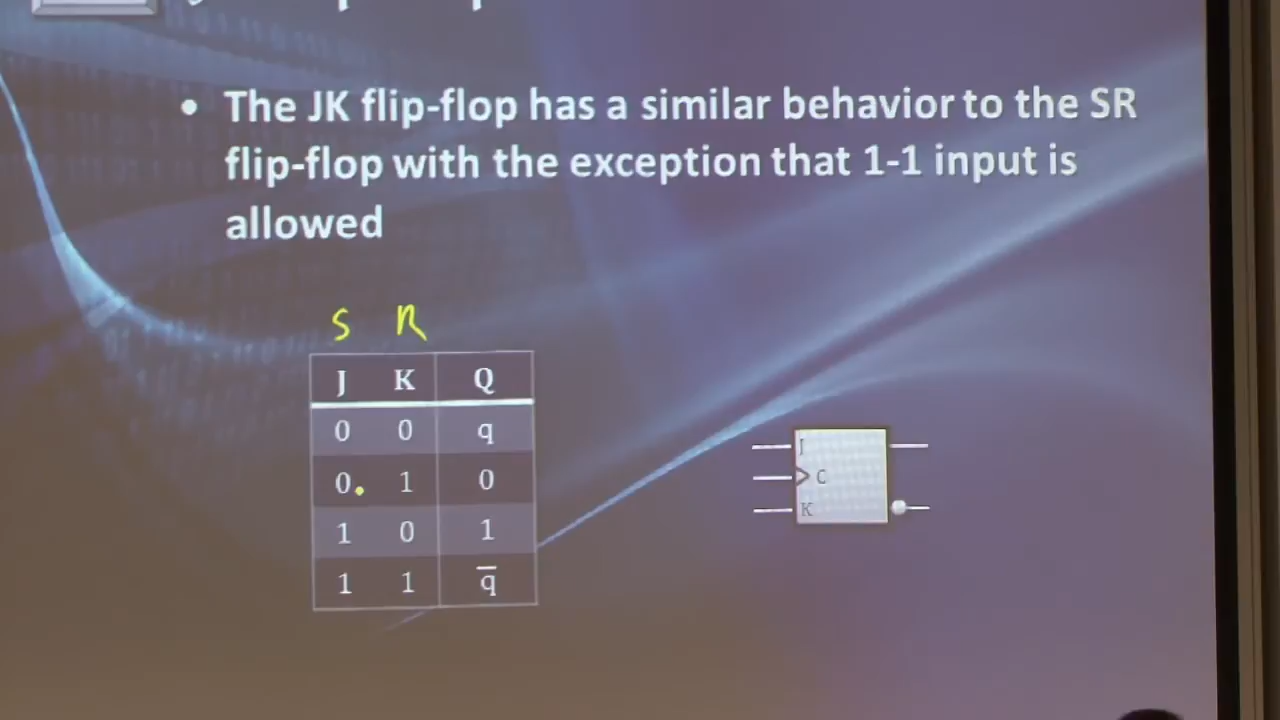 • The JK flip-flop has a similar behavior to the SR
flip-flop with the exception that 1-1 input is
allowed
S R
J K Q
0 0 q
0 1 0
1 0 1
1 1 q̅
J
C
K